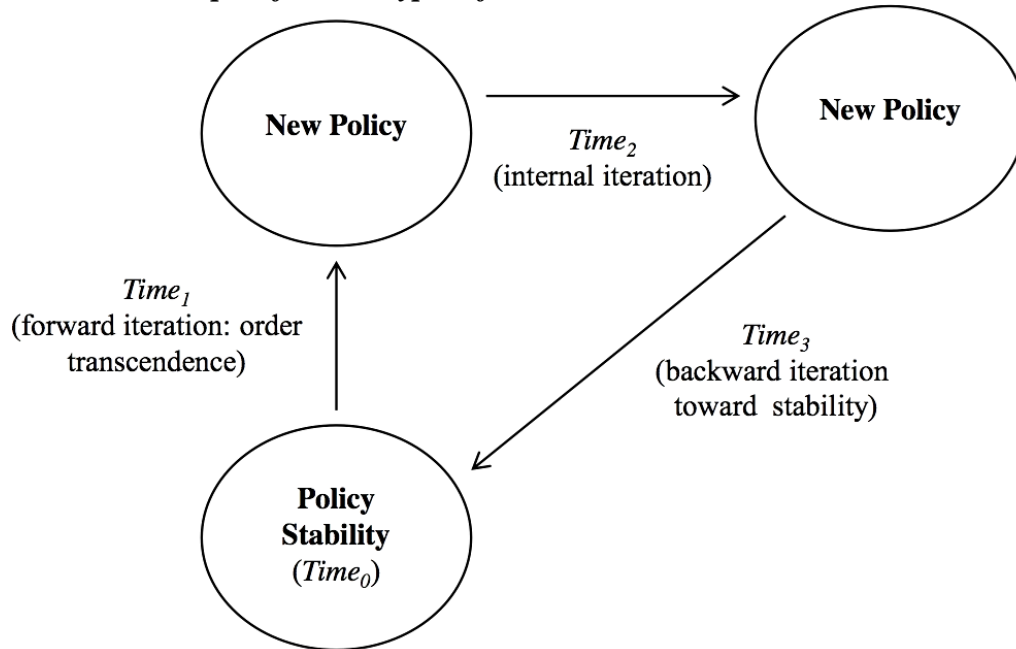 New Policy
New Policy
Time₂
(internal iteration)
Time₁
(forward iteration: order
transcendence)
Time₃
(backward iteration
toward stability)
Policy
Stability
(Time₀)